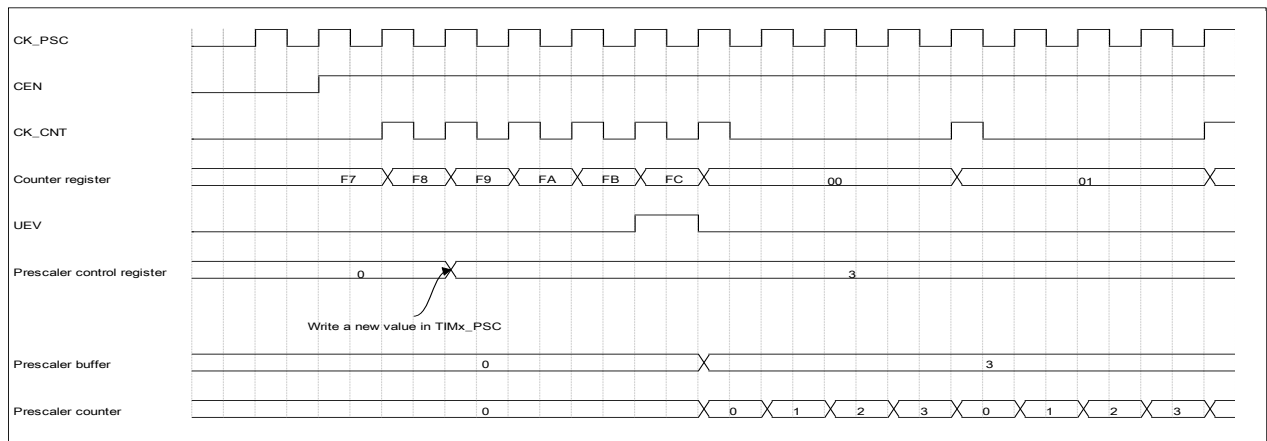 CK_PSC
CEN
CK_CNT
Counter register F7 F8 F9 FA FB FC 00 01
UEV
Prescaler control register 0 3
Write a new value in TIMx_PSC
Prescaler buffer 0 3
Prescaler counter 0 0 1 2 3 0 1 2 3